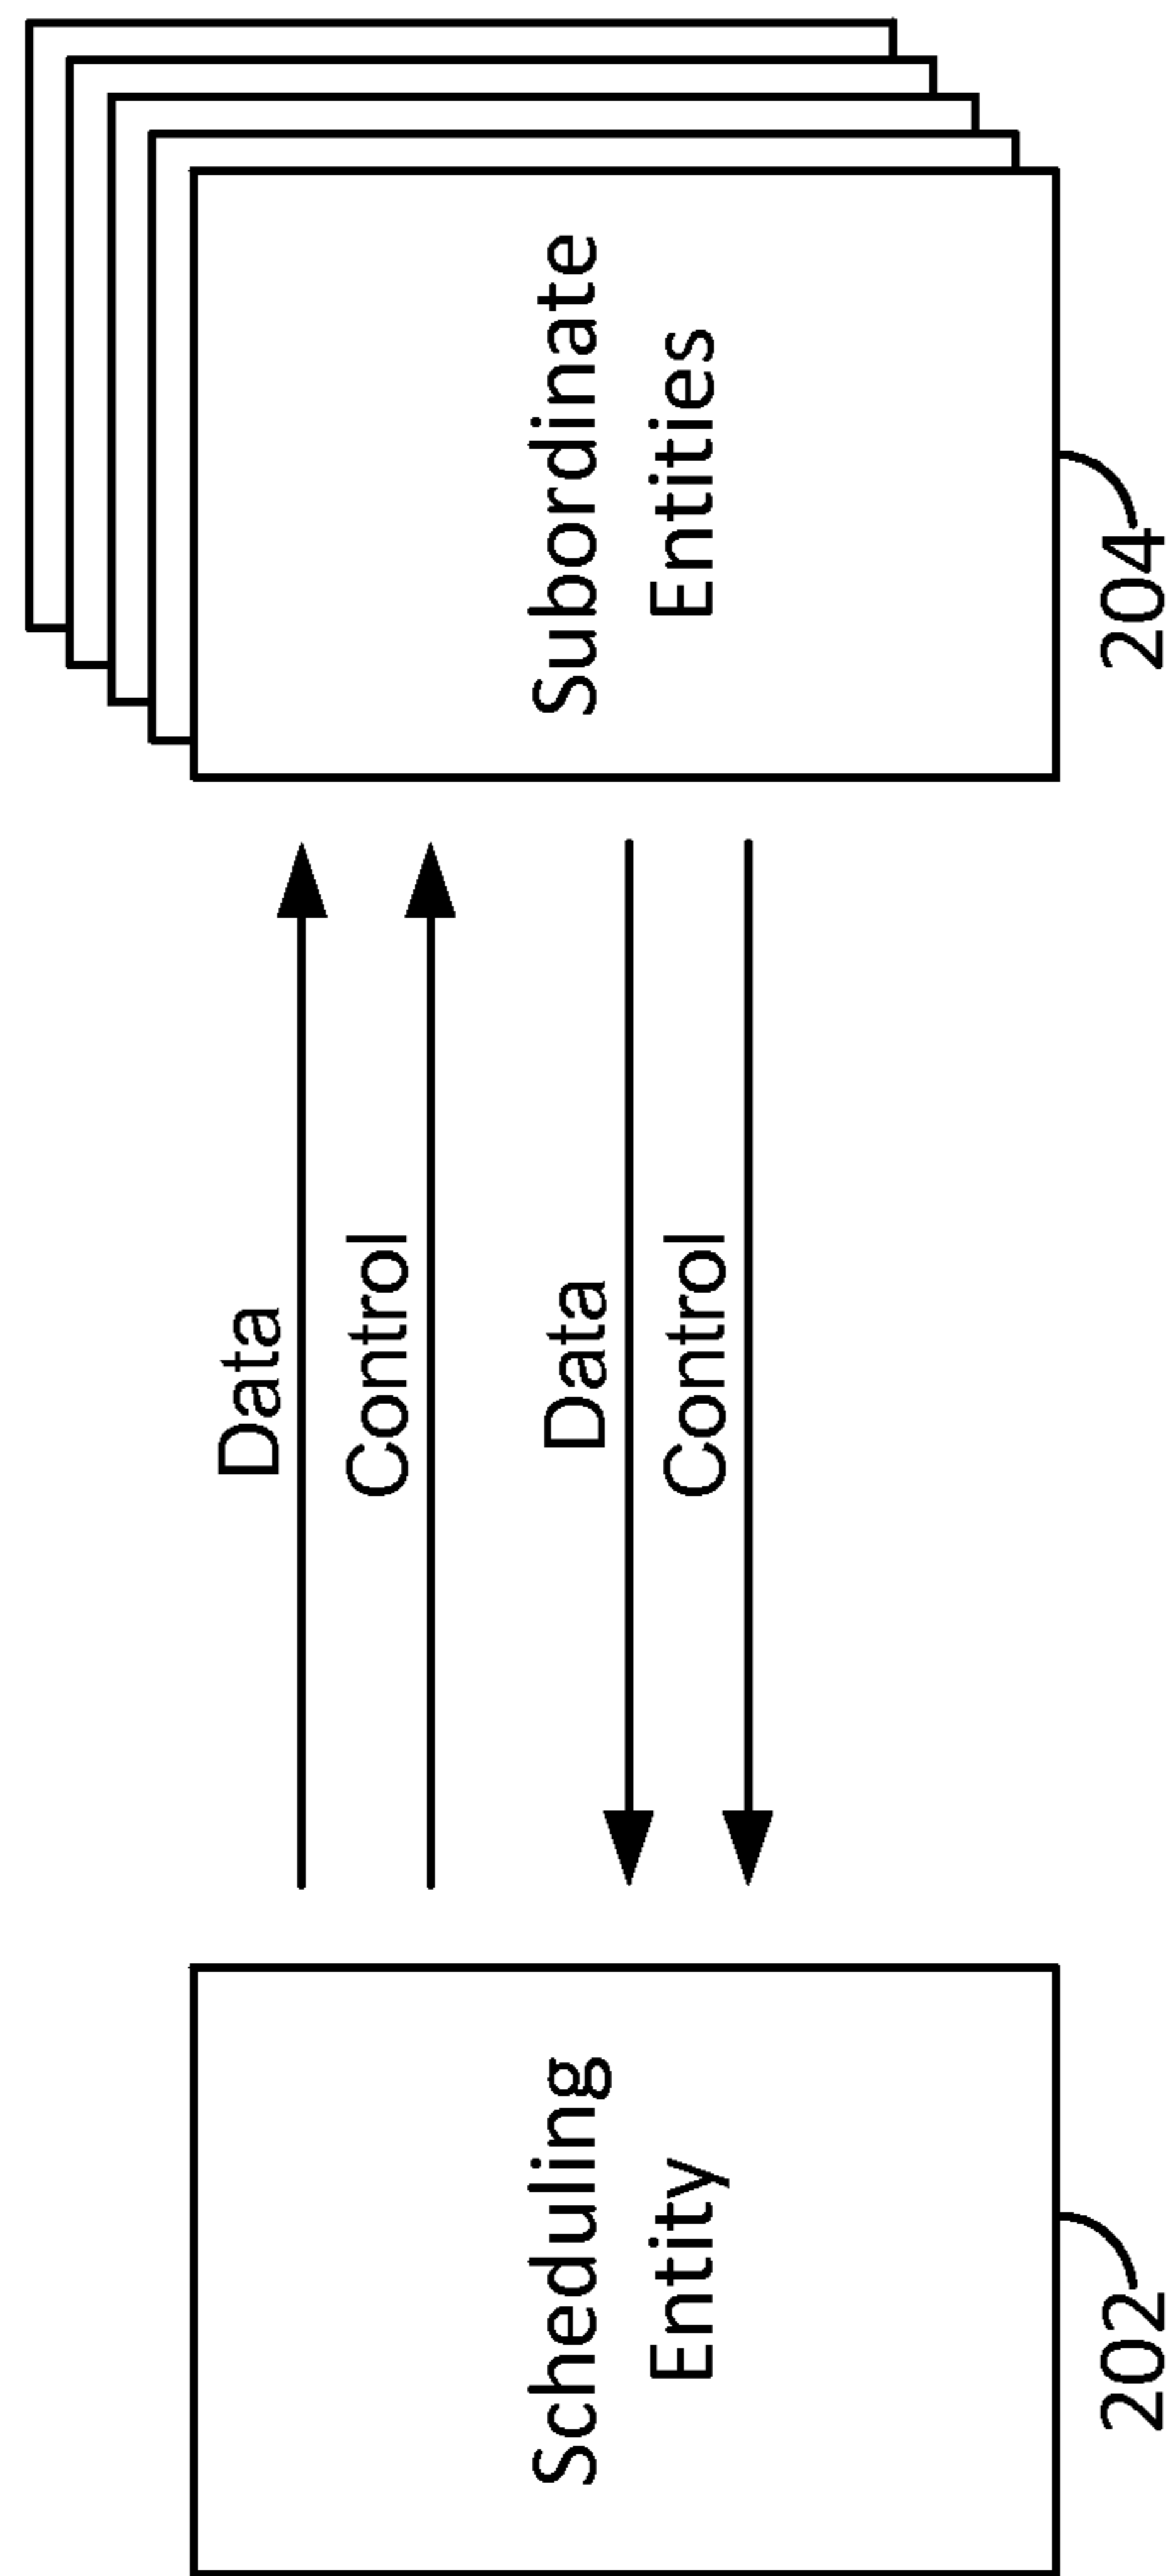 Scheduling
Entity
202
Data
Control
Data
Control
Subordinate
Entities
204